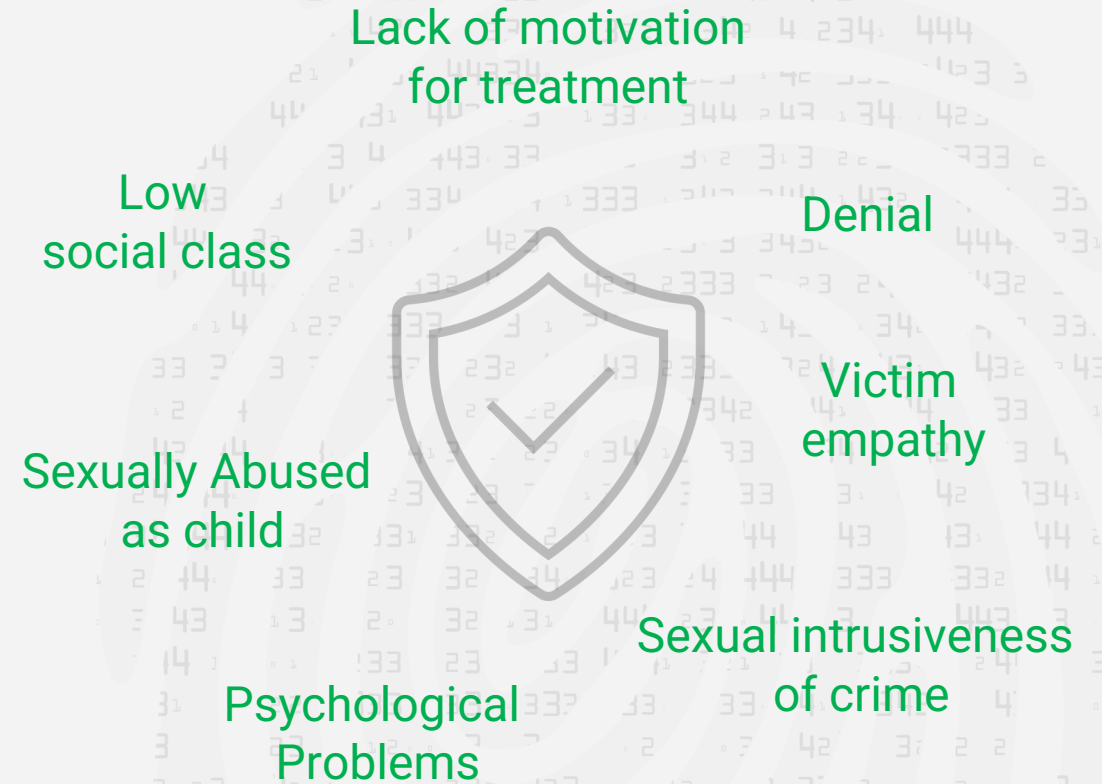 Lack of motivation
for treatment
Low
social class
Denial
Victim
empathy
Sexually Abused
as child
Sexual intrusiveness
of crime
Psychological
Problems